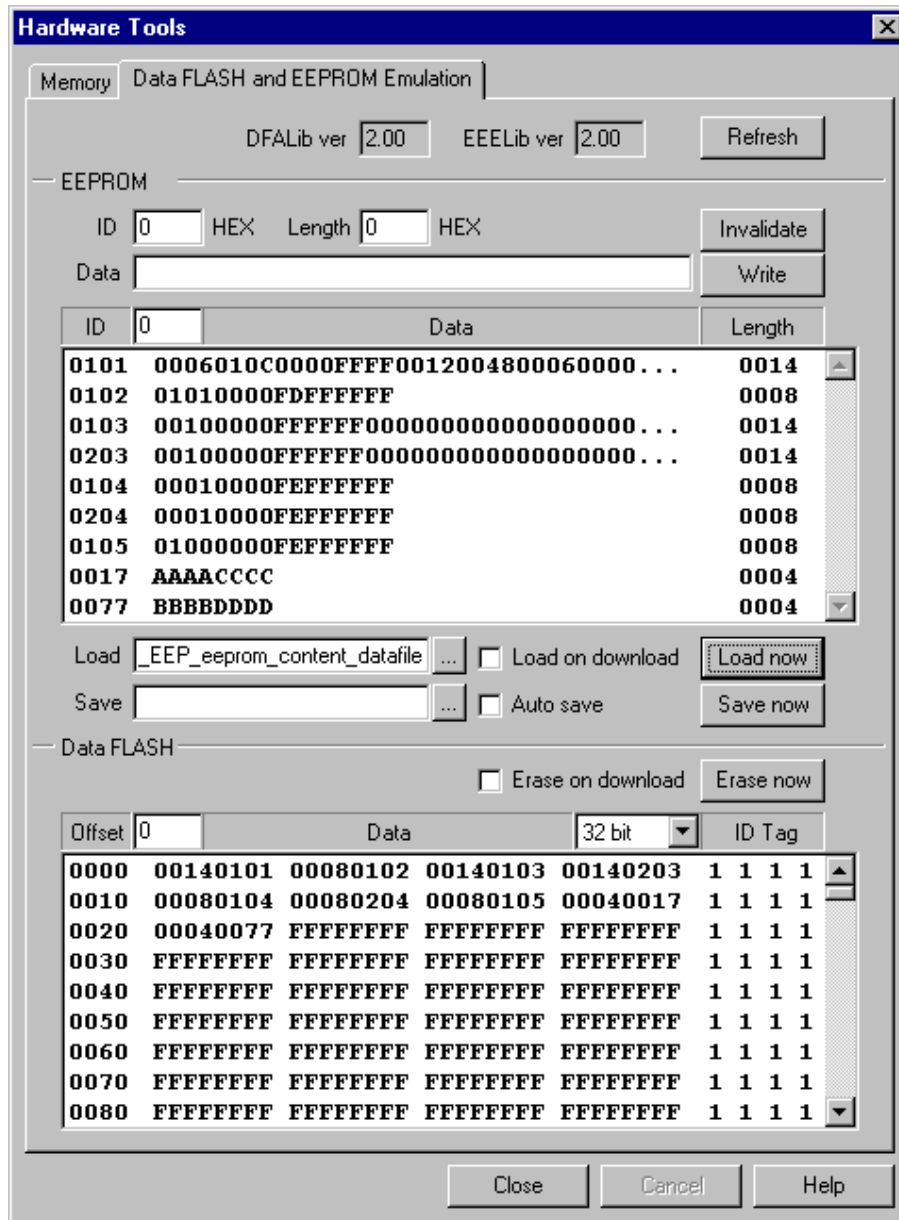 Hardware Tools
Memory Data FLASH and EEPROM Emulation
DFALib ver 2.00 EEELib ver 2.00 Refresh
EEPROM
ID 0 HEX Length 0 HEX Invalidate
Data Write
ID 0 Data Length
0101 0006010C0000FFFF0012004800060000... 0014
0102 01010000FDFFFFFF 0008
0103 00100000FFFFFF000000000000000000... 0014
0203 00100000FFFFFF000000000000000000... 0014
0104 00010000FEFFFFFF 0008
0204 00010000FEFFFFFF 0008
0105 01000000FEFFFFFF 0008
0017 AAAACCCC 0004
0077 BBBBDDDD 0004
Load _EEP_eeprom_content_datafile ... Load on download Load now
Save ... Auto save Save now
Data FLASH
Erase on download Erase now
Offset 0 Data 32 bit ID Tag
0000 00140101 00080102 00140103 00140203 1 1 1 1
0010 00080104 00080204 00080105 00040017 1 1 1 1
0020 00040077 FFFFFFFF FFFFFFFF FFFFFFFF 1 1 1 1
0030 FFFFFFFF FFFFFFFF FFFFFFFF FFFFFFFF 1 1 1 1
0040 FFFFFFFF FFFFFFFF FFFFFFFF FFFFFFFF 1 1 1 1
0050 FFFFFFFF FFFFFFFF FFFFFFFF FFFFFFFF 1 1 1 1
0060 FFFFFFFF FFFFFFFF FFFFFFFF FFFFFFFF 1 1 1 1
0070 FFFFFFFF FFFFFFFF FFFFFFFF FFFFFFFF 1 1 1 1
0080 FFFFFFFF FFFFFFFF FFFFFFFF FFFFFFFF 1 1 1 1
Close Cancel Help